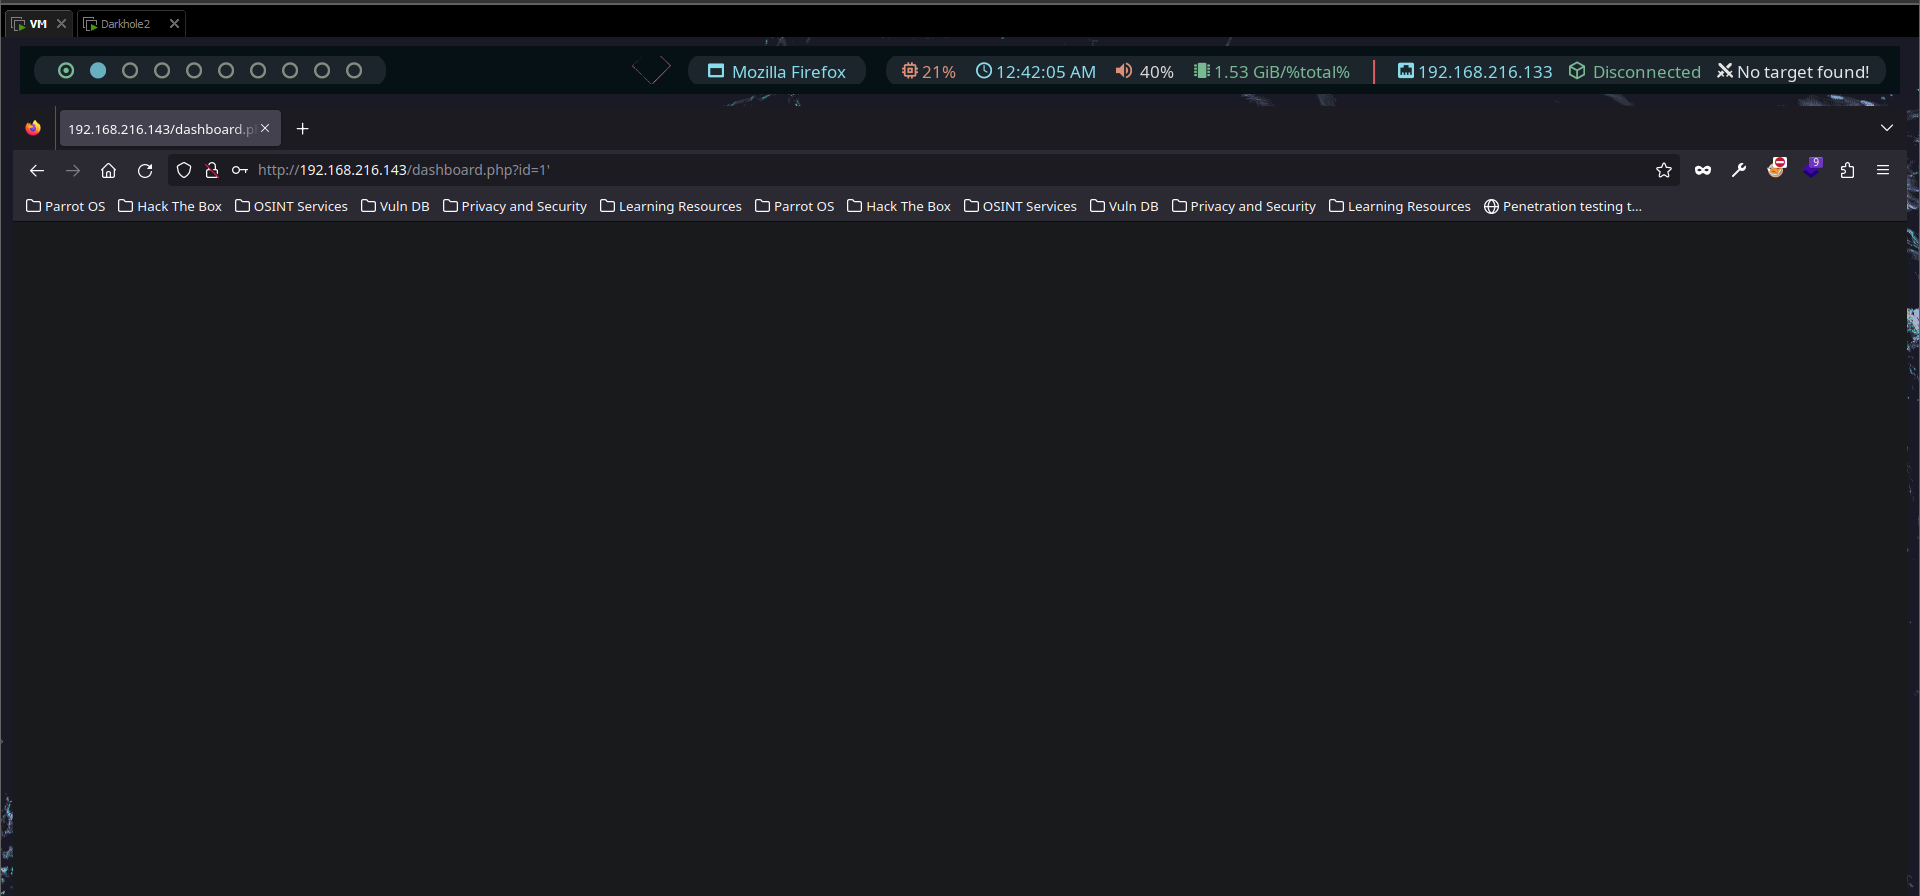 VM Darkhole2
Mozilla Firefox 21% 12:42:05 AM 40% 1.53 GiB/%total% 192.168.216.133 Disconnected No target found!
192.168.216.143/dashboard.p
http://192.168.216.143/dashboard.php?id=1' 9
Parrot OS Hack The Box OSINT Services Vuln DB Privacy and Security Learning Resources Parrot OS Hack The Box OSINT Services Vuln DB Privacy and Security Learning Resources Penetration testing t...